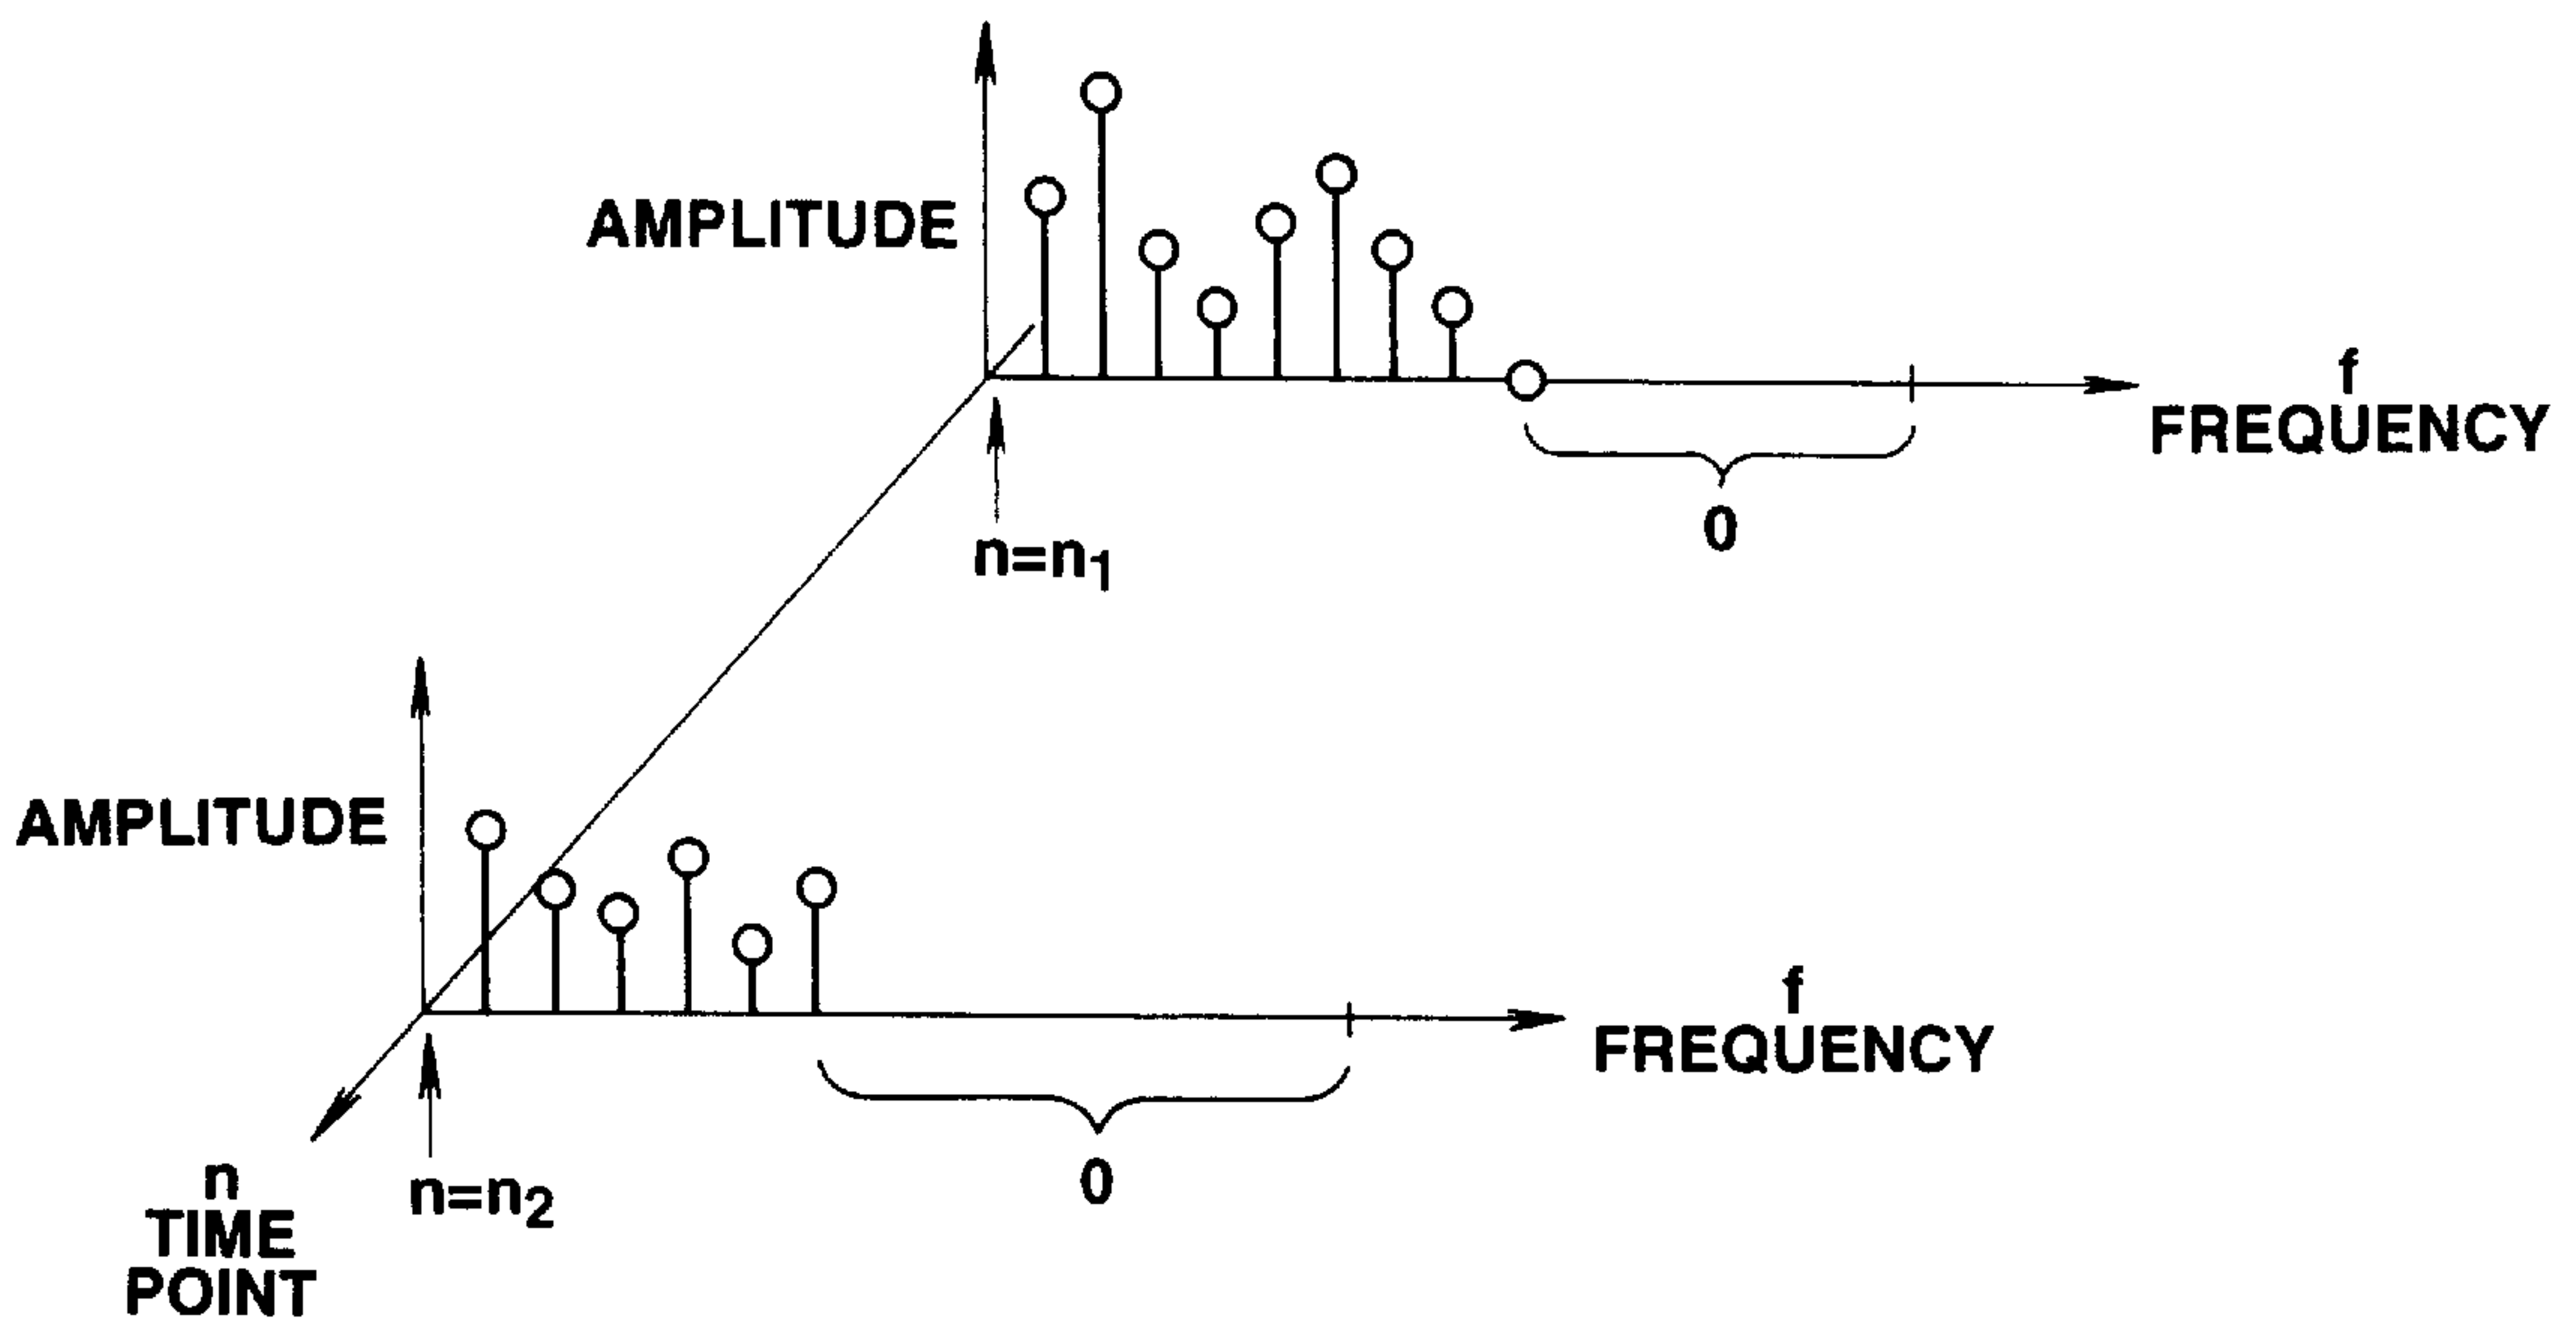 AMPLITUDE
f
FREQUENCY
0
n=n1
AMPLITUDE
f
FREQUENCY
0
n=n2
n
TIME
POINT